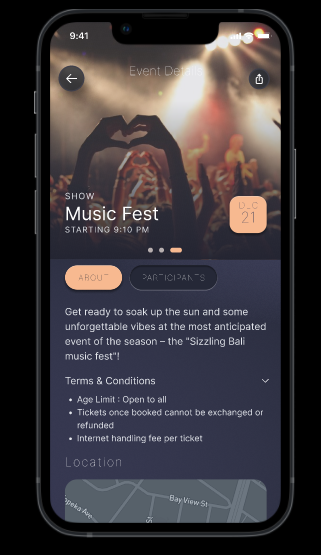 9:41
Event Details
SHOW
Music Fest
STARTING 9:10 PM
DEC
21
ABOUT
PARTICIPANTS
Get ready to soak up the sun and some
unforgettable vibes at the most anticipated
event of the season – the "Sizzling Bali
music fest"!
Terms & Conditions
• Age Limit : Open to all
• Tickets once booked cannot be exchanged or
refunded
• Internet handling fee per ticket
Location
Bay View St
Ave
St